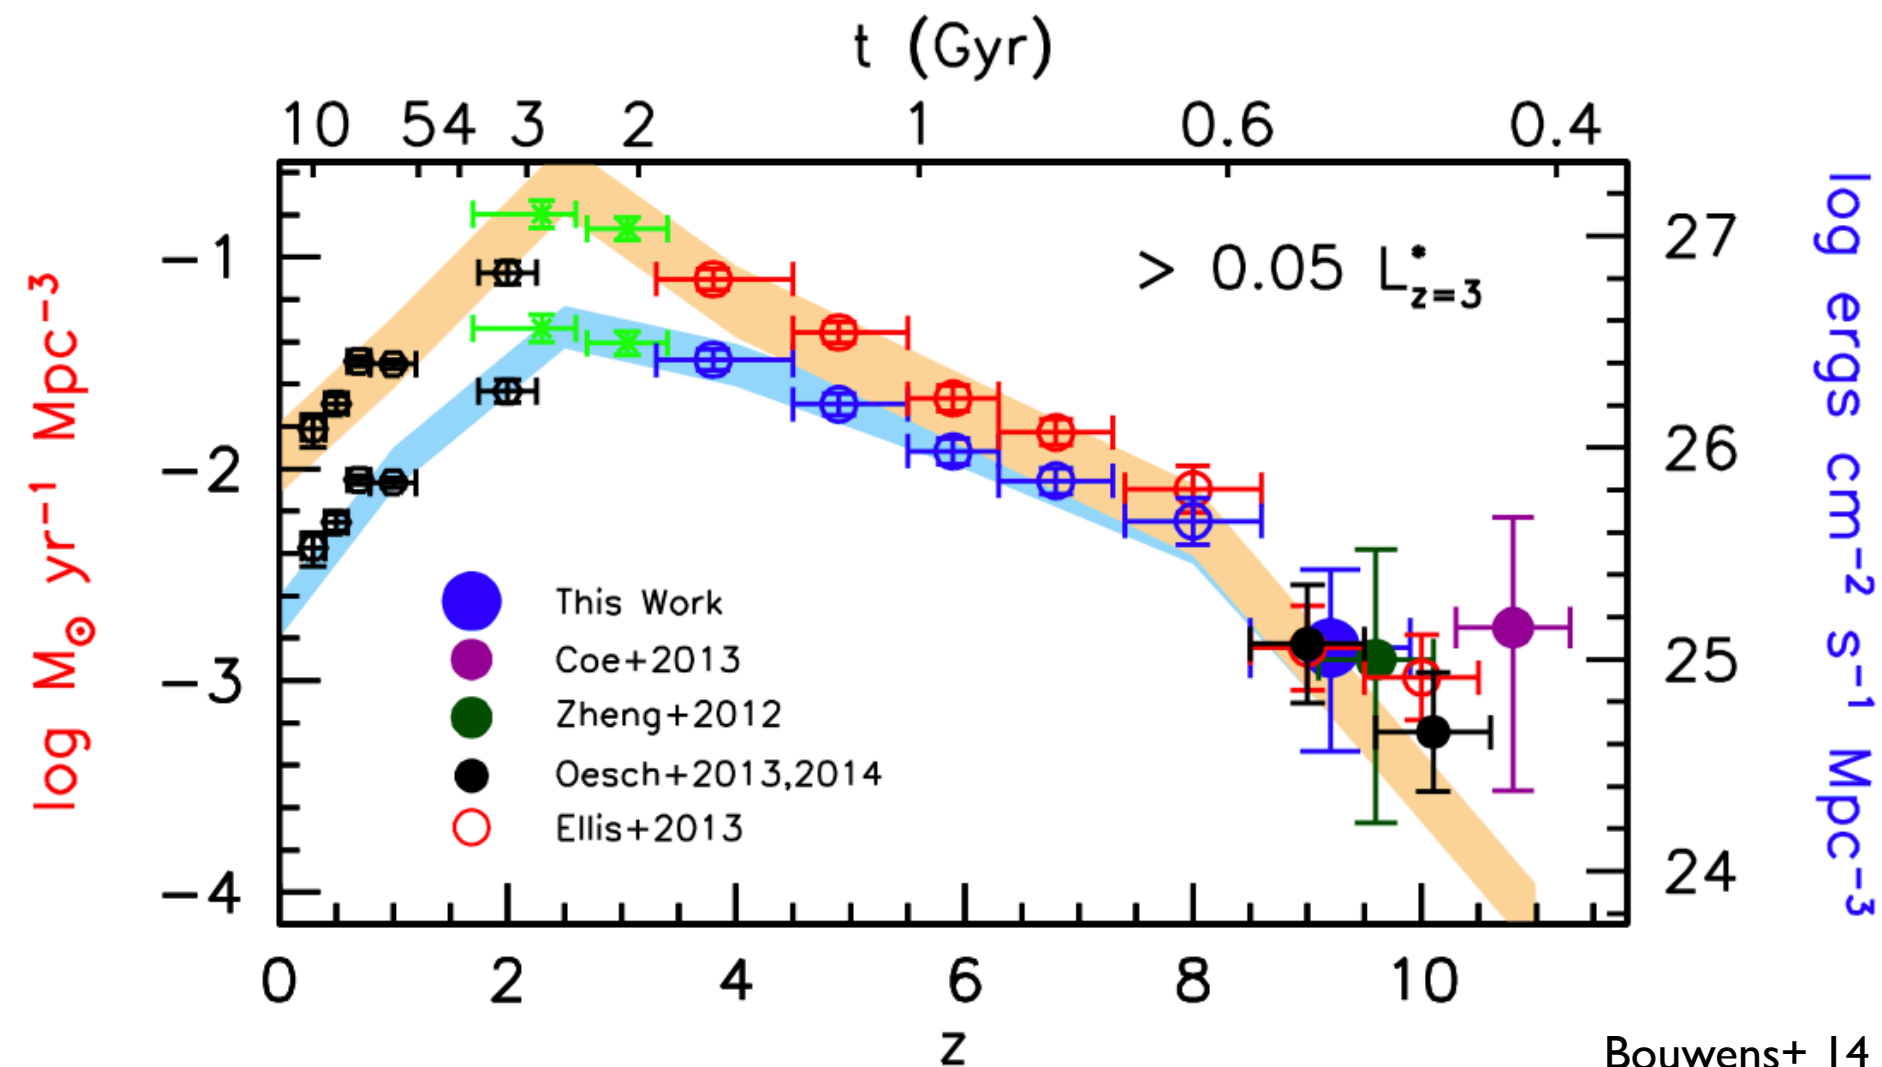 t (Gyr)
10 5 4 3 2 1 0.6 0.4
log M⊙ yr⁻¹ Mpc⁻³
−1
−2
−3
−4
> 0.05 L*z=3
27
26
25
24
log ergs cm⁻² s⁻¹ Mpc⁻³
This Work
Coe+2013
Zheng+2012
Oesch+2013,2014
Ellis+2013
0 2 4 6 8 10
z
Bouwens+ 14